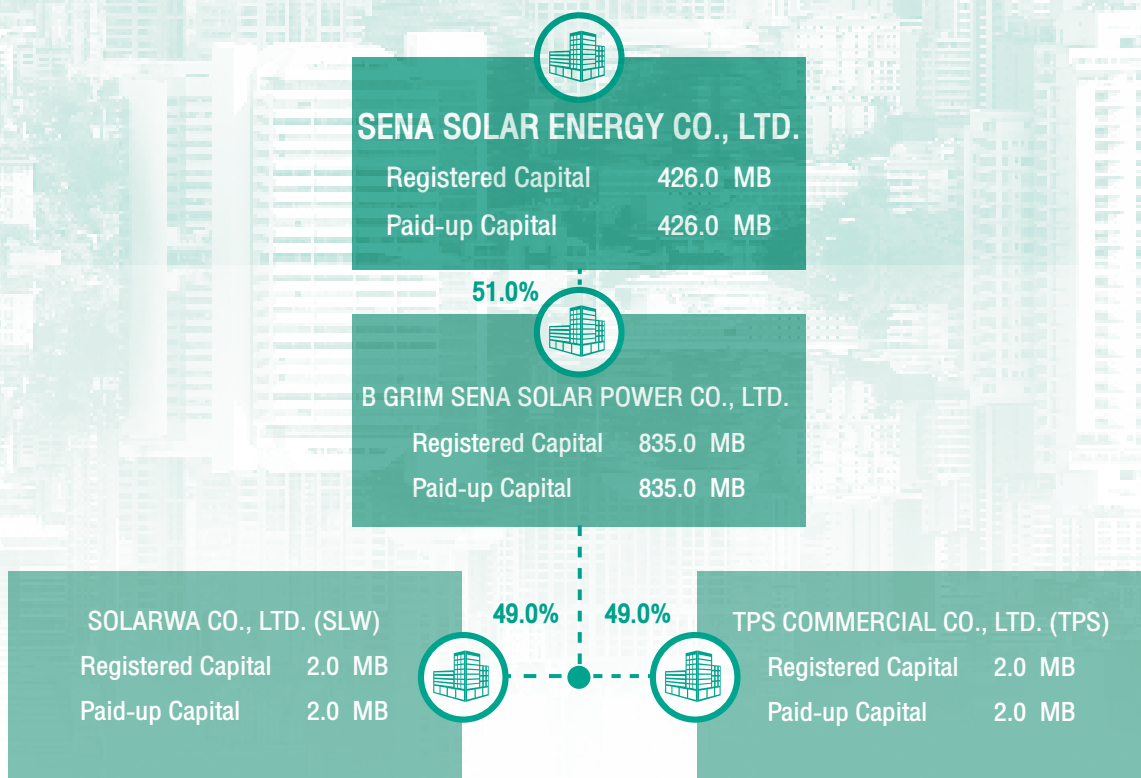 SENA SOLAR ENERGY CO., LTD.
Registered Capital 426.0 MB
Paid-up Capital 426.0 MB
51.0%
B GRIM SENA SOLAR POWER CO., LTD.
Registered Capital 835.0 MB
Paid-up Capital 835.0 MB
49.0% 49.0%
SOLARWA CO., LTD. (SLW)
Registered Capital 2.0 MB
Paid-up Capital 2.0 MB
TPS COMMERCIAL CO., LTD. (TPS)
Registered Capital 2.0 MB
Paid-up Capital 2.0 MB